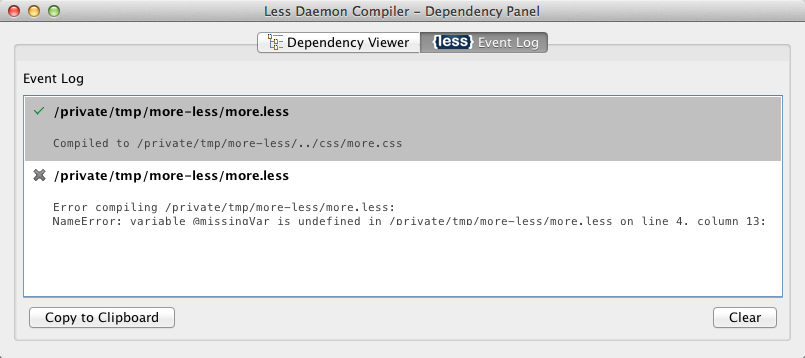 Less Daemon Compiler – Dependency Panel
Dependency Viewer {less} Event Log
Event Log
/private/tmp/more-less/more.less
Compiled to /private/tmp/more-less/../css/more.css
/private/tmp/more-less/more.less
Error compiling /private/tmp/more-less/more.less:
NameError: variable @missingVar is undefined in /private/tmp/more-less/more.less on line 4, column 13:
Copy to Clipboard Clear